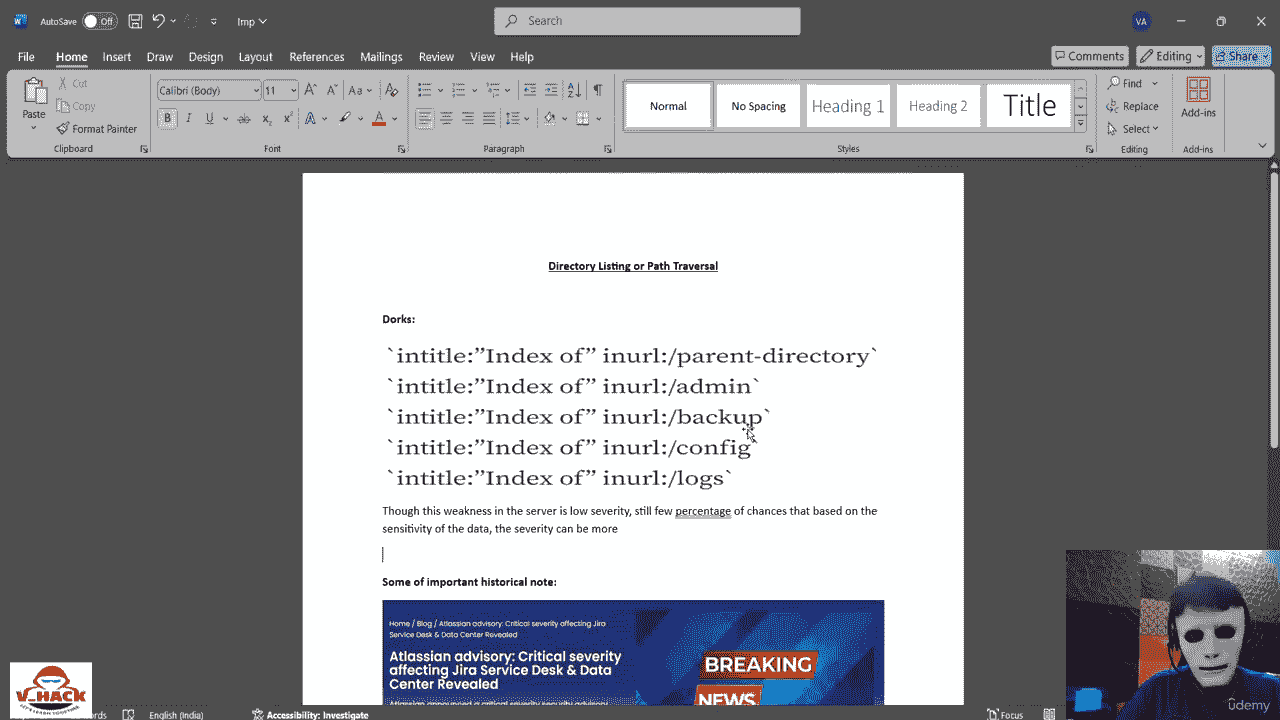 AutoSave Off Imp Search VA
File Home Insert Draw Design Layout References Mailings Review View Help Comments Editing Share
Paste Cut Copy Format Painter
Clipboard
Calibri (Body) 11 Aa
Font
Paragraph
Normal No Spacing Heading 1 Heading 2 Title
Styles
Find Replace Select
Editing
Add-ins
Add-ins
Directory Listing or Path Traversal
Dorks:
`intitle:”Index of” inurl:/parent-directory`
`intitle:”Index of” inurl:/admin`
`intitle:”Index of” inurl:/backup`
`intitle:”Index of” inurl:/config`
`intitle:”Index of” inurl:/logs`
Though this weakness in the server is low severity, still few percentage of chances that based on the
sensitivity of the data, the severity can be more
Some of important historical note:
Home / Blog / Atlassian advisory: Critical severity affecting Jira
Service Desk & Data Center Revealed
Atlassian advisory: Critical severity
affecting Jira Service Desk & Data
Center Revealed
BREAKING
NEWS
V_HACK
English (India) Accessibility: Investigate Focus
Udemy